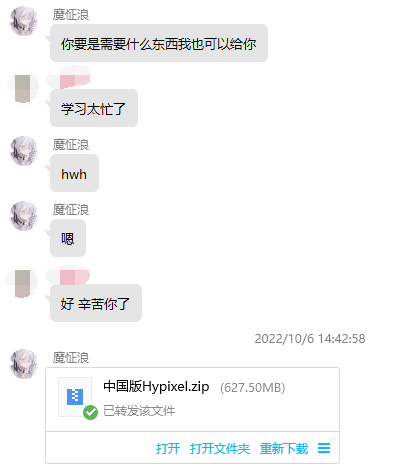 魔怔浪
你要是需要什么东西我也可以给你
学习太忙了
魔怔浪
hwh
魔怔浪
嗯
好 辛苦你了
2022/10/6 14:42:58
魔怔浪
中国版Hypixel.zip (627.50MB)
已转发该文件
打开 打开文件夹 重新下载